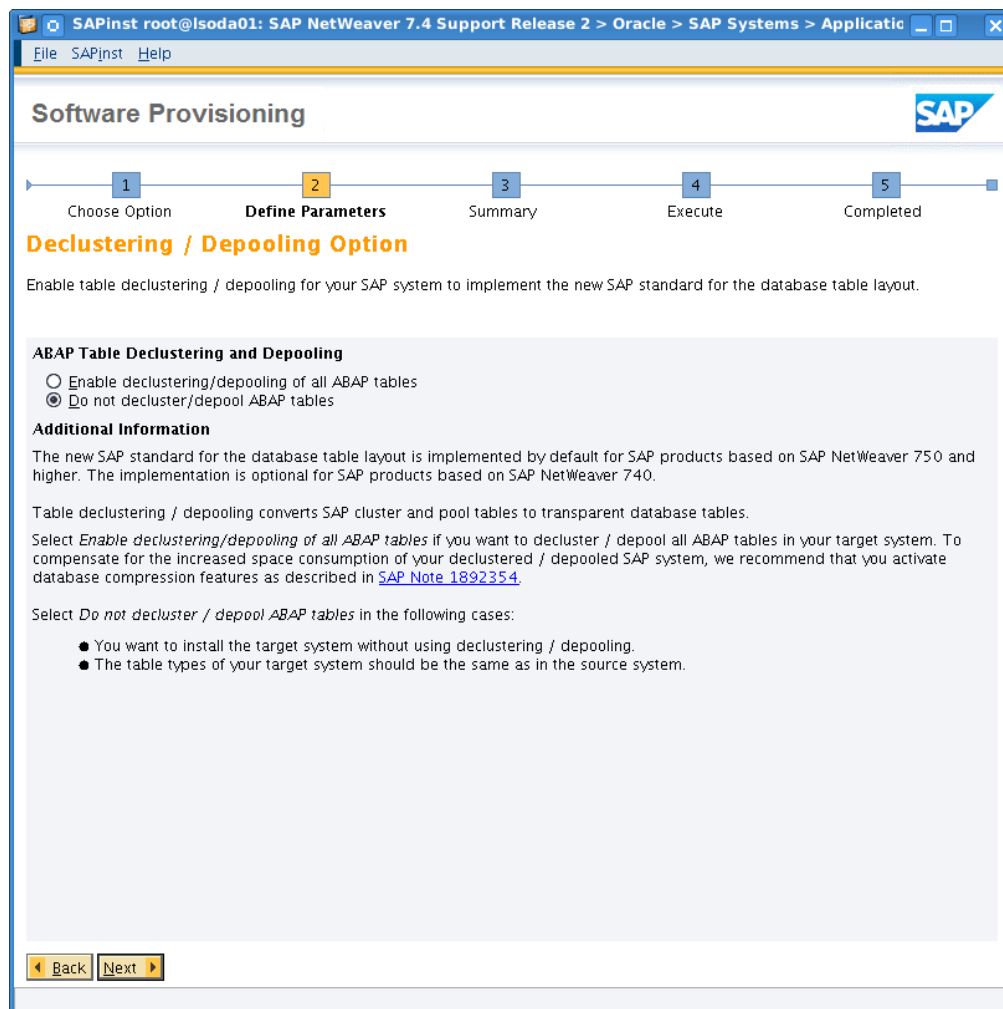 SAPinst root@lsoda01: SAP NetWeaver 7.4 Support Release 2 > Oracle > SAP Systems > Applicatic
File SAPinst Help
Software Provisioning
SAP
1 2 3 4 5
Choose Option Define Parameters Summary Execute Completed
Declustering / Depooling Option
Enable table declustering / depooling for your SAP system to implement the new SAP standard for the database table layout.
ABAP Table Declustering and Depooling
Enable declustering/depooling of all ABAP tables
Do not decluster/depool ABAP tables
Additional Information
The new SAP standard for the database table layout is implemented by default for SAP products based on SAP NetWeaver 750 and
higher. The implementation is optional for SAP products based on SAP NetWeaver 740.
Table declustering / depooling converts SAP cluster and pool tables to transparent database tables.
Select Enable declustering/depooling of all ABAP tables if you want to decluster / depool all ABAP tables in your target system. To
compensate for the increased space consumption of your declustered / depooled SAP system, we recommend that you activate
database compression features as described in SAP Note 1892354.
Select Do not decluster / depool ABAP tables in the following cases:
● You want to install the target system without using declustering / depooling.
● The table types of your target system should be the same as in the source system.
Back Next